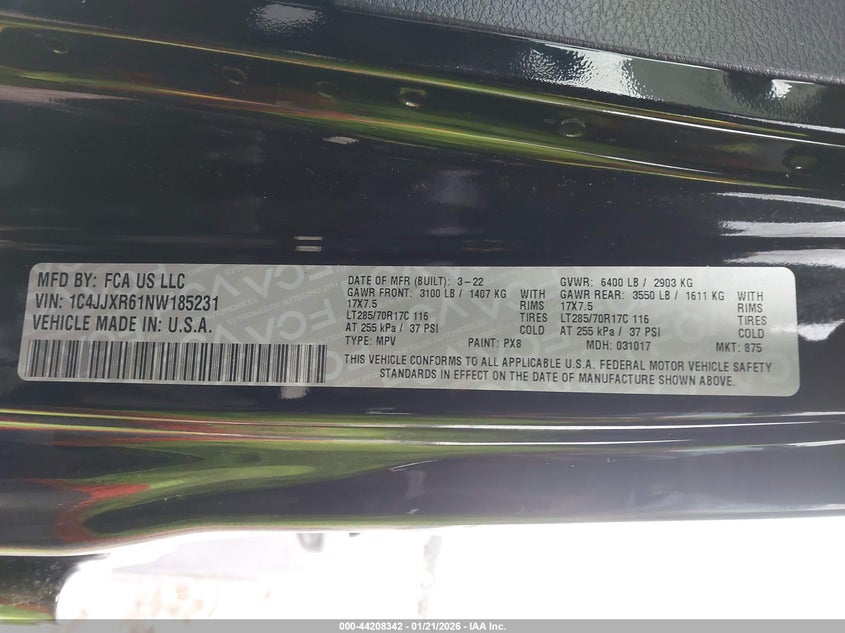 MFD BY: FCA US LLC
VIN: 1C4JJXR61NW185231
VEHICLE MADE IN U.S.A.
DATE OF MFR (BUILT): 3-22
GAWR FRONT: 3100 LB / 1407 KG WITH
17X7.5 RIMS
LT285/70R17C 116 TIRES
AT 255 kPa / 37 PSI COLD
TYPE: MPV PAINT: PX8
GVWR: 6400 LB / 2903 KG
GAWR REAR: 3550 LB / 1611 KG WITH
17X7.5 RIMS
LT285/70R17C 116 TIRES
AT 255 kPa / 37 PSI COLD
MDH: 031017 MKT: 875
THIS VEHICLE CONFORMS TO ALL APPLICABLE U.S.A. FEDERAL MOTOR VEHICLE SAFETY
STANDARDS IN EFFECT ON THE DATE OF MANUFACTURE SHOWN ABOVE.
000-44208342 - 01/21/2026 - IAA Inc.